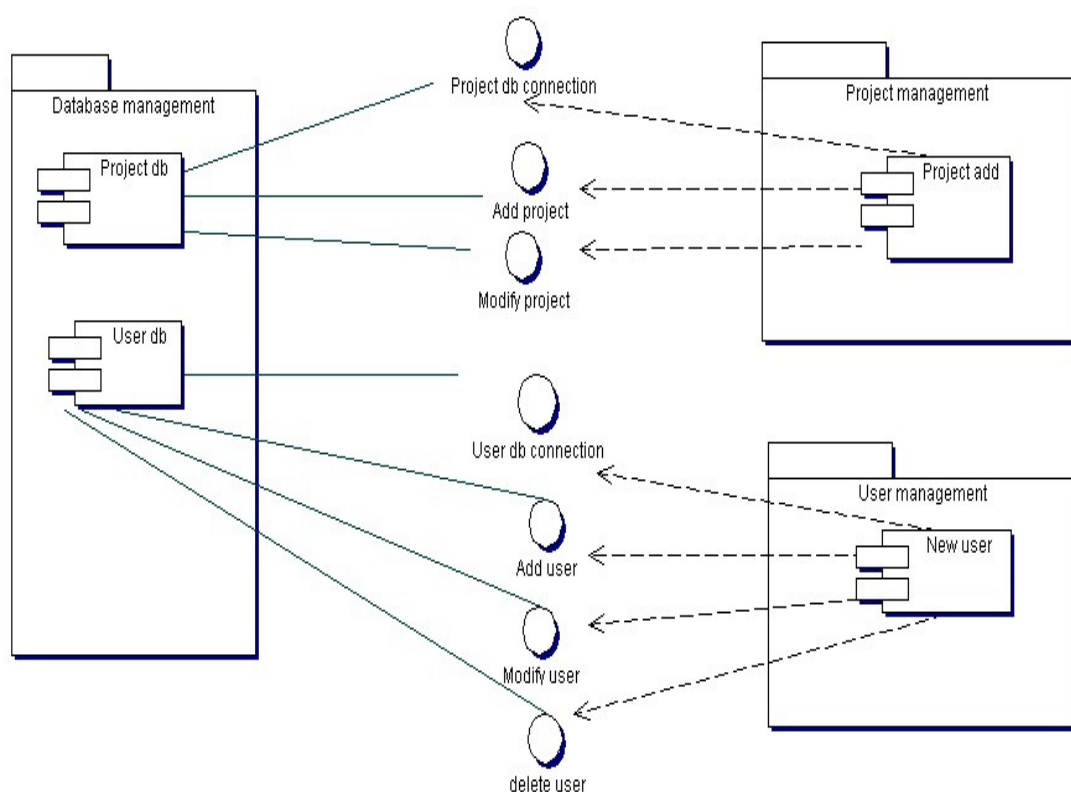 Project db connection
Database management
Project management
Project db
Project add
Add project
Modify project
User db
User db connection
User management
New user
Add user
Modify user
delete user